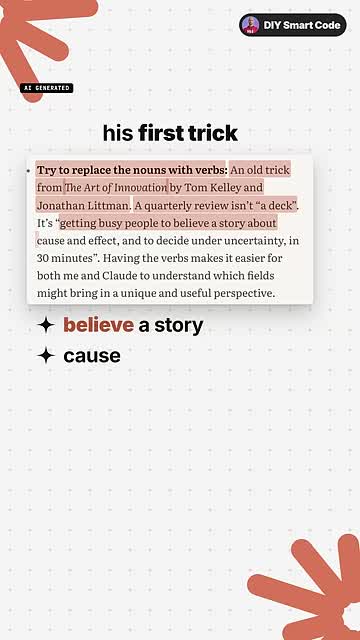 DIY Smart Code
AI GENERATED
his first trick
• Try to replace the nouns with verbs: An old trick
from The Art of Innovation by Tom Kelley and
Jonathan Littman. A quarterly review isn’t “a deck”.
It’s “getting busy people to believe a story about
cause and effect, and to decide under uncertainty, in
30 minutes”. Having the verbs makes it easier for
both me and Claude to understand which fields
might bring in a unique and useful perspective.
✦ believe a story
✦ cause